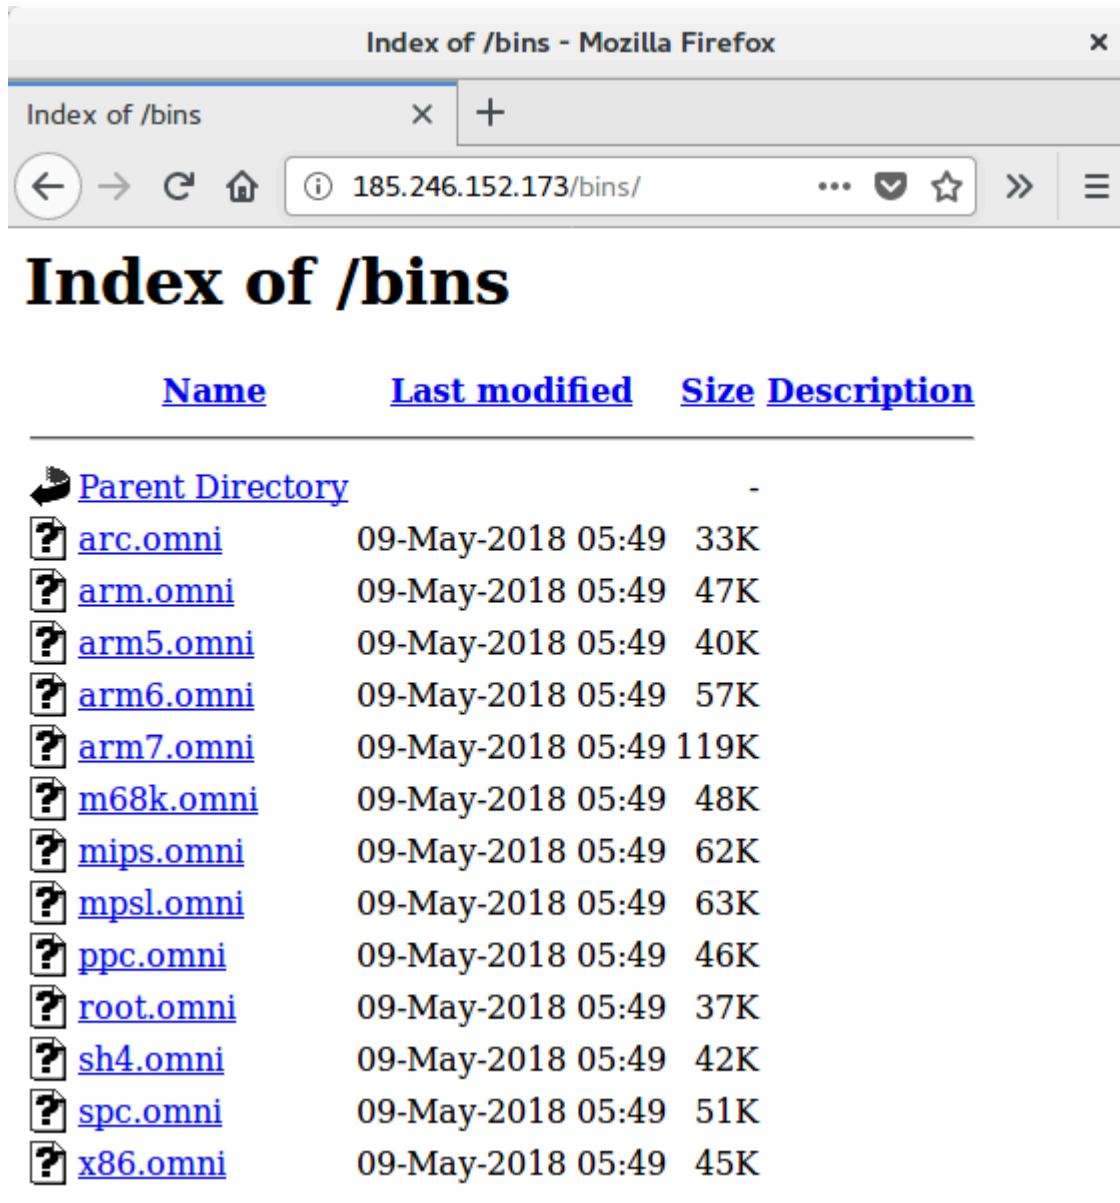 Index of /bins - Mozilla Firefox
Index of /bins
185.246.152.173/bins/
Index of /bins
Name Last modified Size Description
Parent Directory -
arc.omni 09-May-2018 05:49 33K
arm.omni 09-May-2018 05:49 47K
arm5.omni 09-May-2018 05:49 40K
arm6.omni 09-May-2018 05:49 57K
arm7.omni 09-May-2018 05:49 119K
m68k.omni 09-May-2018 05:49 48K
mips.omni 09-May-2018 05:49 62K
mpsl.omni 09-May-2018 05:49 63K
ppc.omni 09-May-2018 05:49 46K
root.omni 09-May-2018 05:49 37K
sh4.omni 09-May-2018 05:49 42K
spc.omni 09-May-2018 05:49 51K
x86.omni 09-May-2018 05:49 45K